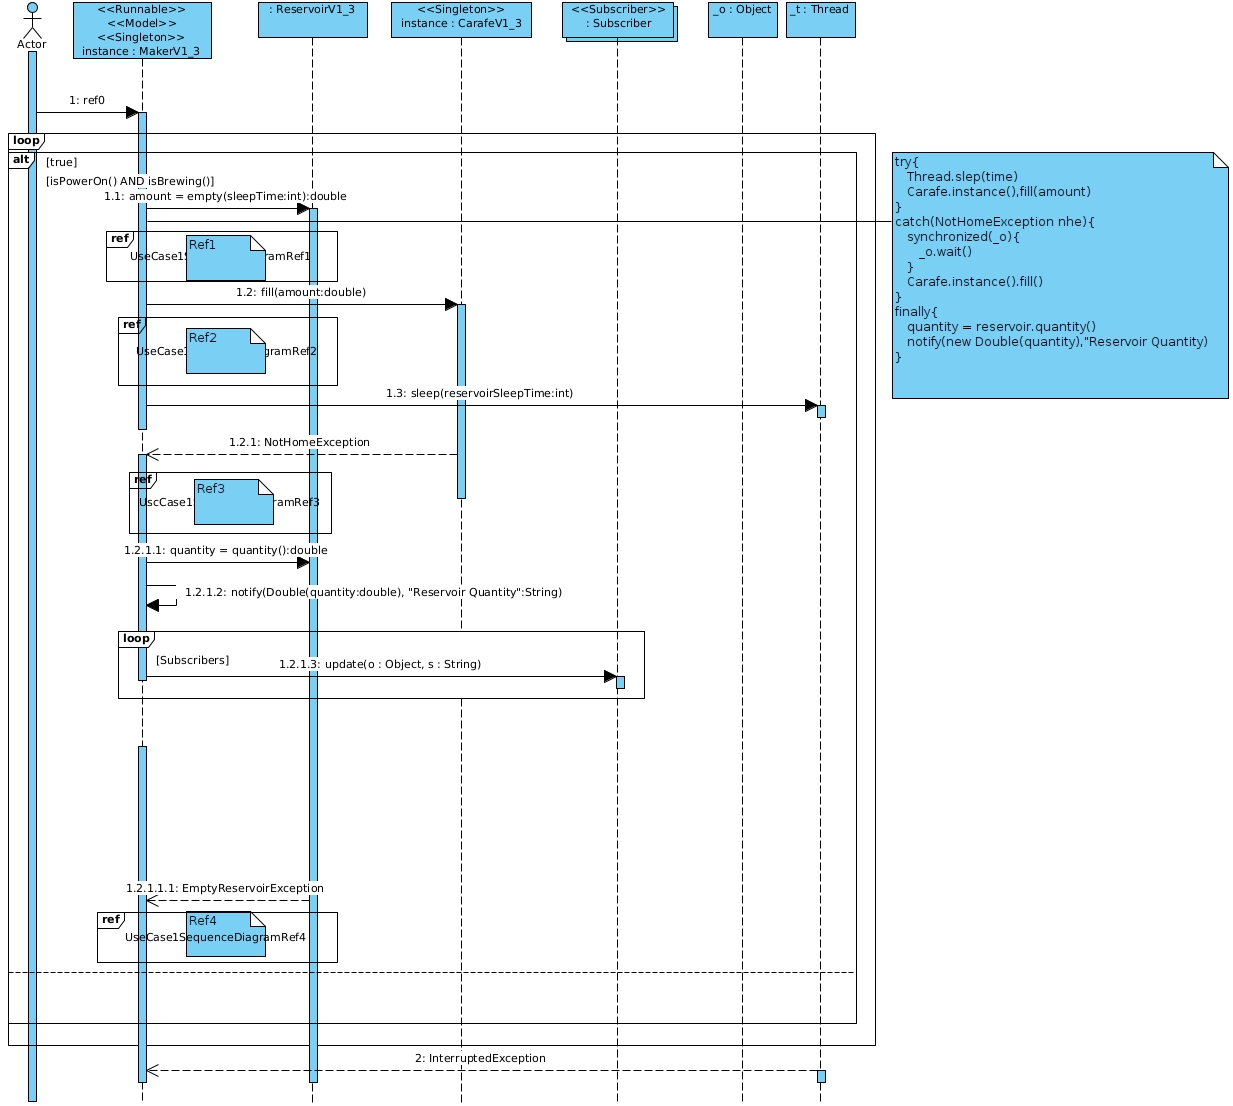 Actor
<<Runnable>>
<<Model>>
<<Singleton>>
instance : MakerV1_3
: ReservoirV1_3
<<Singleton>>
instance : CarafeV1_3
<<Subscriber>>
: Subscriber
_o : Object
_t : Thread
1: ref0
loop
alt
[true]
[isPowerOn() AND isBrewing()]
1.1: amount = empty(sleepTime:int):double
try{
Thread.slep(time)
Carafe.instance(),fill(amount)
}
catch(NotHomeException nhe){
synchronized(_o){
_o.wait()
}
Carafe.instance().fill()
}
finally{
quantity = reservoir.quantity()
notify(new Double(quantity),"Reservoir Quantity)
}
ref
Ref1
UseCase1 ramRef1
1.2: fill(amount:double)
ref
Ref2
UseCase1 gramRef2
1.3: sleep(reservoirSleepTime:int)
1.2.1: NotHomeException
ref
Ref3
UscCase1 ramRef3
1.2.1.1: quantity = quantity():double
1.2.1.2: notify(Double(quantity:double), "Reservoir Quantity":String)
loop
[Subscribers]
1.2.1.3: update(o : Object, s : String)
1.2.1.1.1: EmptyReservoirException
ref
Ref4
UseCase1SequenceDiagramRef4
2: InterruptedException